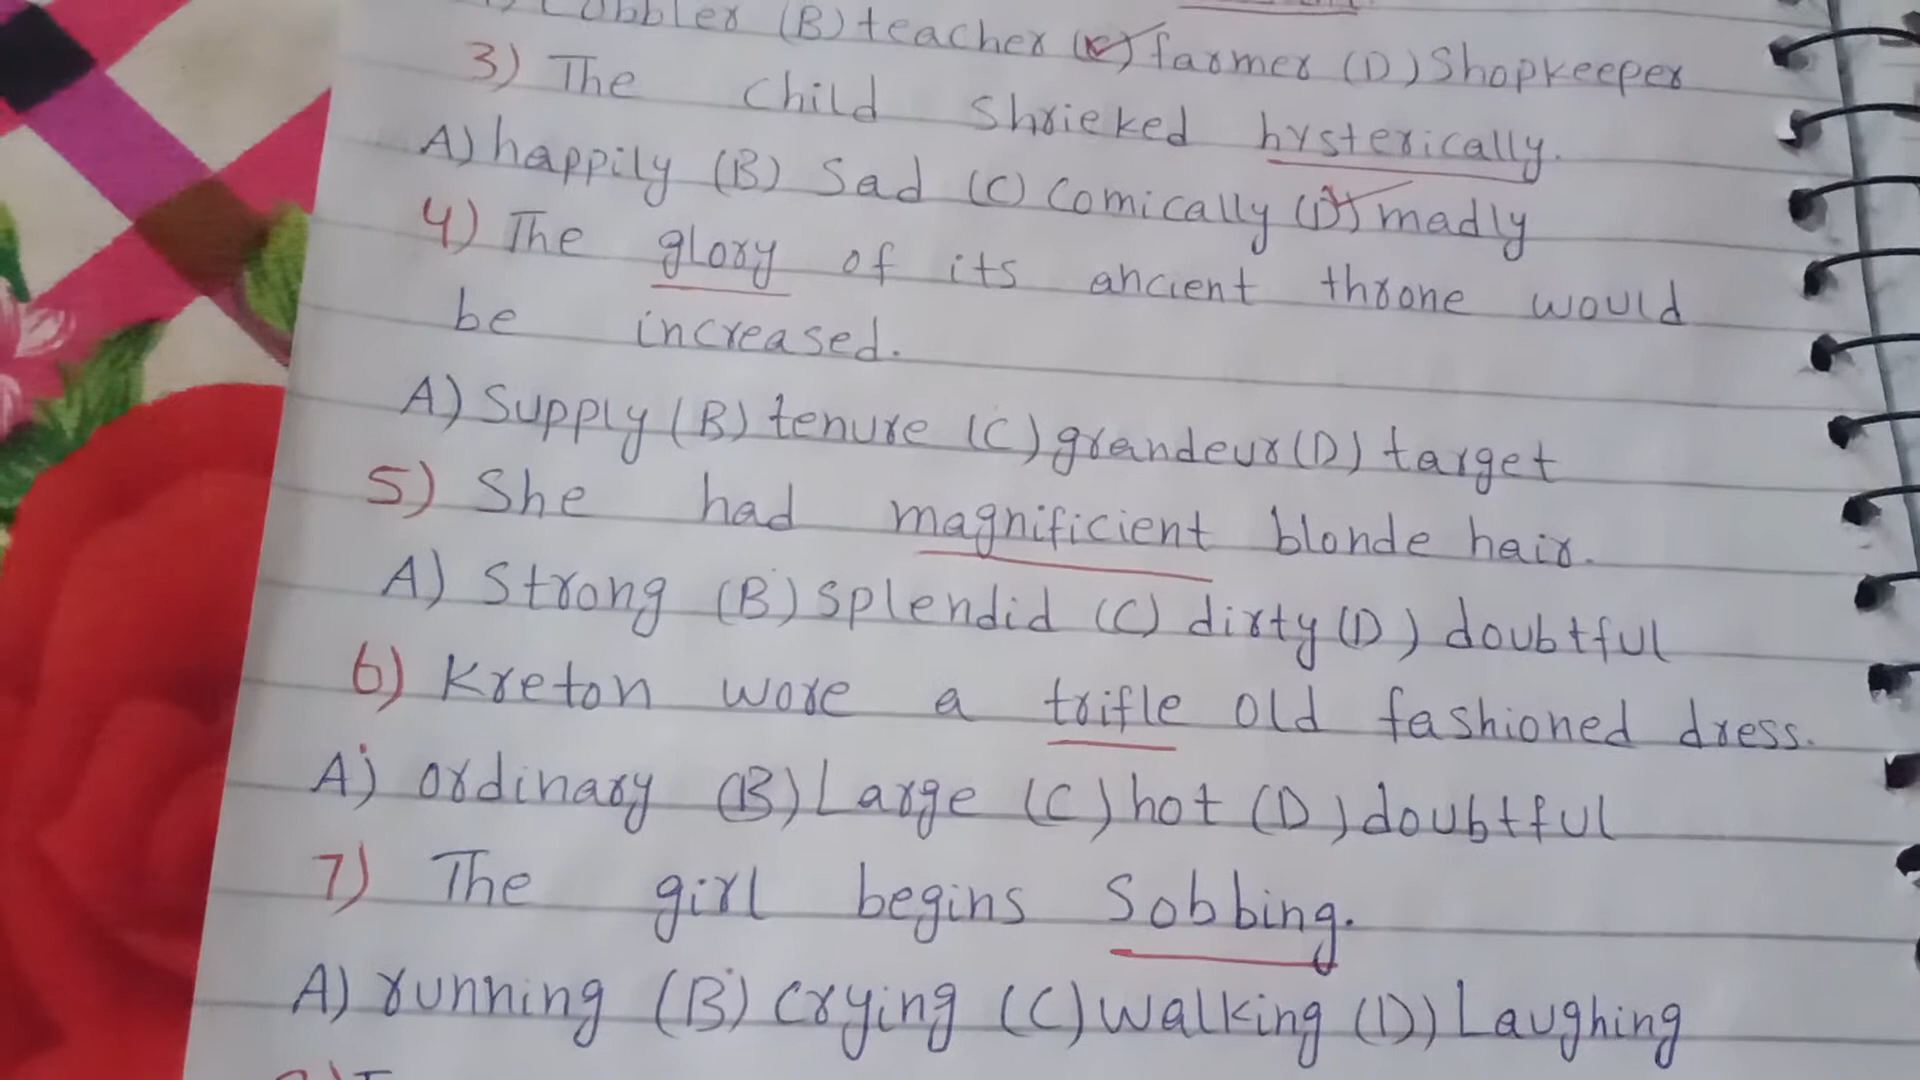 Cobbler (B) teacher (C) farmer (D) Shopkeeper
3) The child Shrieked hysterically.
A) happily (B) Sad (C) Comically (D) madly
4) The glory of its ancient throne would
be increased.
A) Supply (B) tenure (C) grandeur (D) target
5) She had magnificient blonde hair.
A) Strong (B) Splendid (C) dirty (D) doubtful
6) Kreton wore a trifle old fashioned dress.
A) ordinary (B) Large (C) hot (D) doubtful
7) The girl begins Sobbing.
A) running (B) Crying (C) walking (D) Laughing